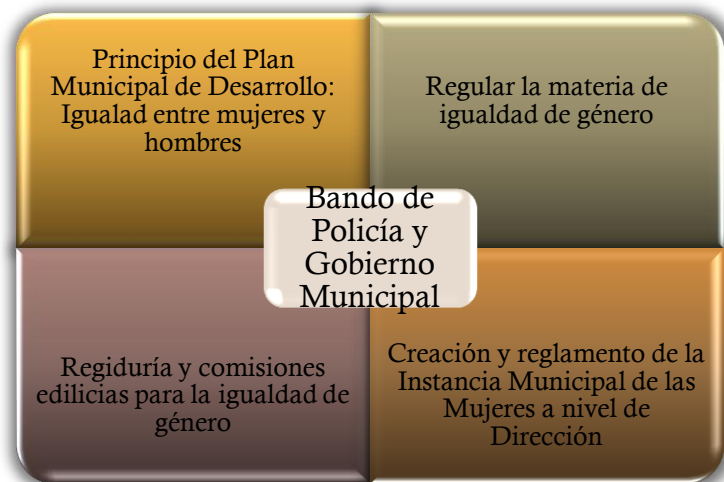 Principio del Plan
Municipal de Desarrollo:
Igualad entre mujeres y
hombres
Regular la materia de
igualdad de género
Bando de
Policía y
Gobierno
Municipal
Regiduría y comisiones
edilicias para la igualdad de
género
Creación y reglamento de la
Instancia Municipal de las
Mujeres a nivel de
Dirección